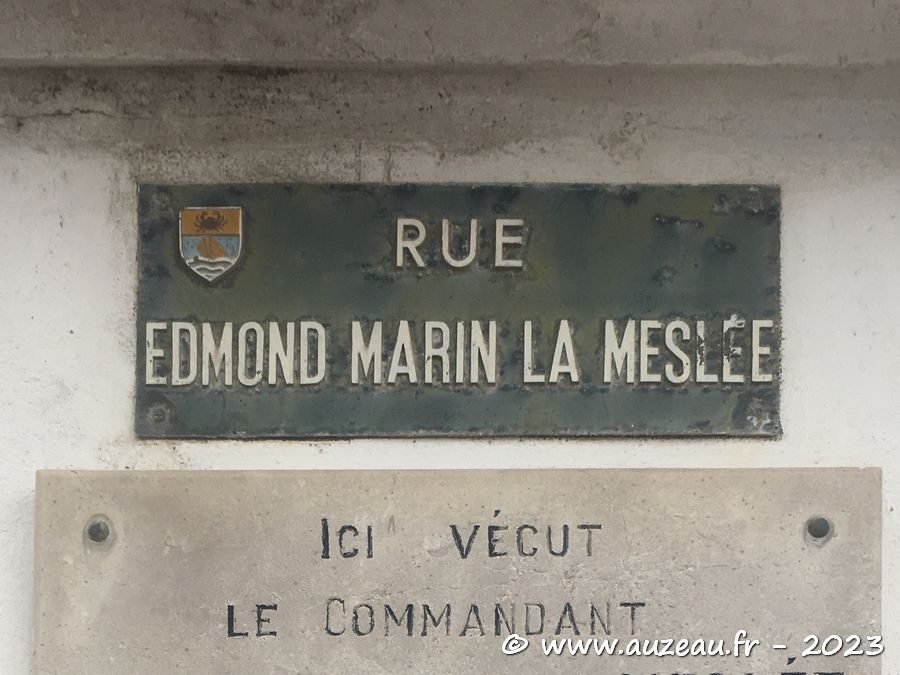 RUE
EDMOND MARIN LA MESLÉE
ICI VÉCUT
LE COMMANDANT
© www.auzeau.fr - 2023